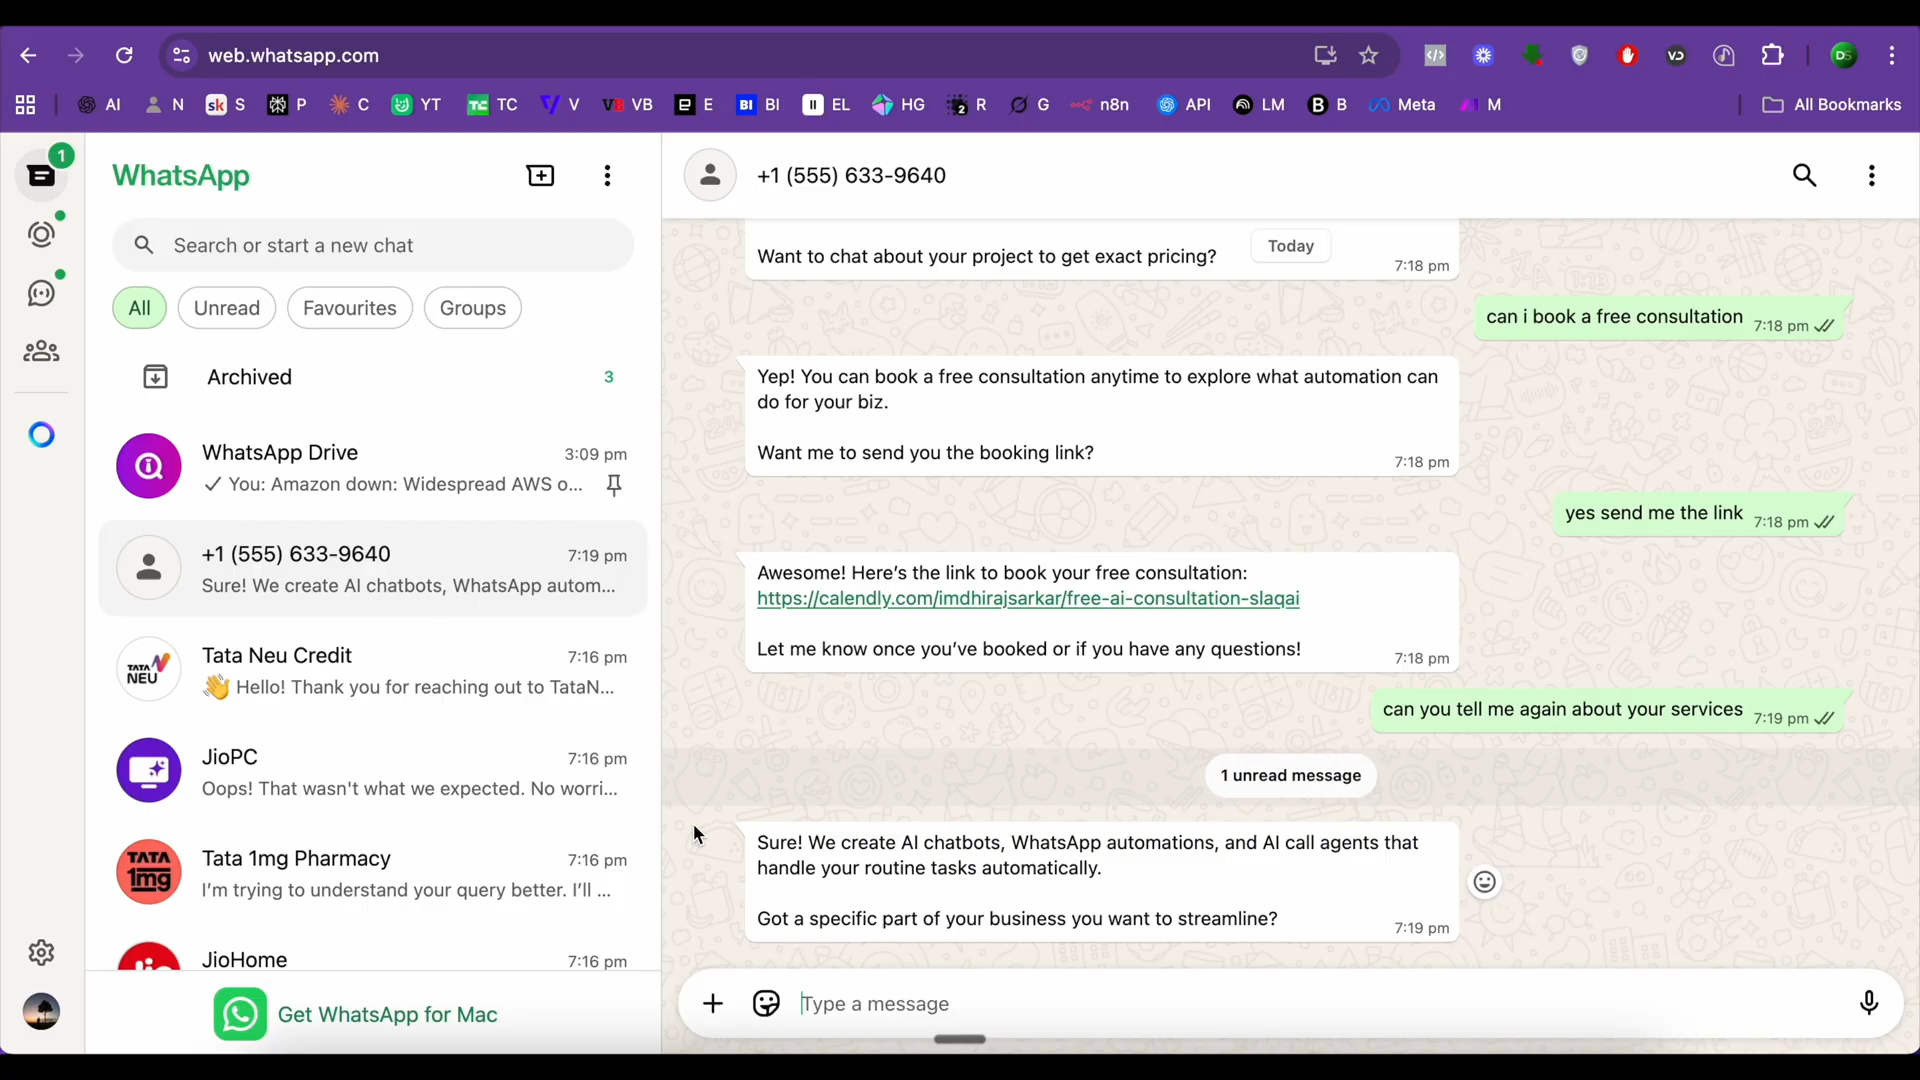 web.whatsapp.com
DS
AI
N
sk S
P
C
YT
TC TC
V
VB VB
E
BI BI
EL
HG
R
G
n8n
API
LM
B B
Meta
M
All Bookmarks
1
WhatsApp
Search or start a new chat
All
Unread
Favourites
Groups
Archived
3
WhatsApp Drive
3:09 pm
You: Amazon down: Widespread AWS o...
+1 (555) 633-9640
7:19 pm
Sure! We create AI chatbots, WhatsApp autom...
TATA NEU
Tata Neu Credit
7:16 pm
👋 Hello! Thank you for reaching out to TataN...
JioPC
7:16 pm
Oops! That wasn't what we expected. No worri...
TATA 1mg
Tata 1mg Pharmacy
7:16 pm
I'm trying to understand your query better. I'll ...
JioHome
7:16 pm
Get WhatsApp for Mac
+1 (555) 633-9640
Today
Want to chat about your project to get exact pricing?
7:18 pm
can i book a free consultation
7:18 pm
Yep! You can book a free consultation anytime to explore what automation can
do for your biz.
Want me to send you the booking link?
7:18 pm
yes send me the link
7:18 pm
Awesome! Here's the link to book your free consultation:
https://calendly.com/imdhirajsarkar/free-ai-consultation-slaqai
Let me know once you've booked or if you have any questions!
7:18 pm
can you tell me again about your services
7:19 pm
1 unread message
Sure! We create AI chatbots, WhatsApp automations, and AI call agents that
handle your routine tasks automatically.
Got a specific part of your business you want to streamline?
7:19 pm
Type a message